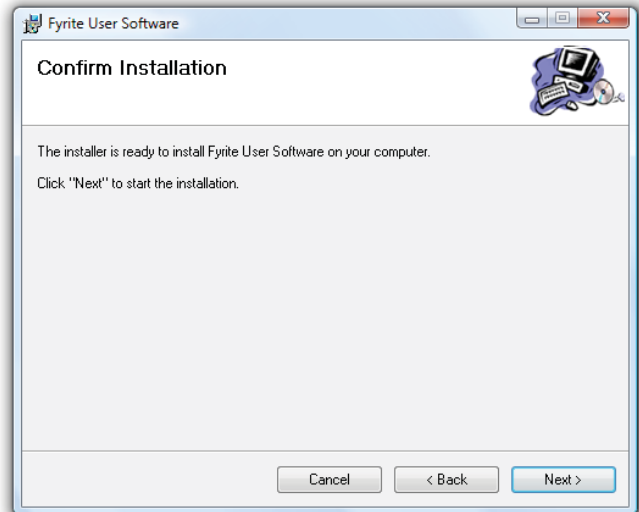 Fyrite User Software
Confirm Installation
The installer is ready to install Fyrite User Software on your computer.
Click "Next" to start the installation.
Cancel
< Back
Next >